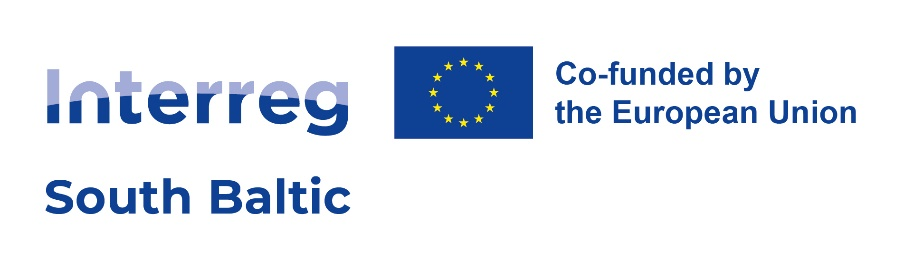 Interreg
Co-funded by
the European Union
South Baltic